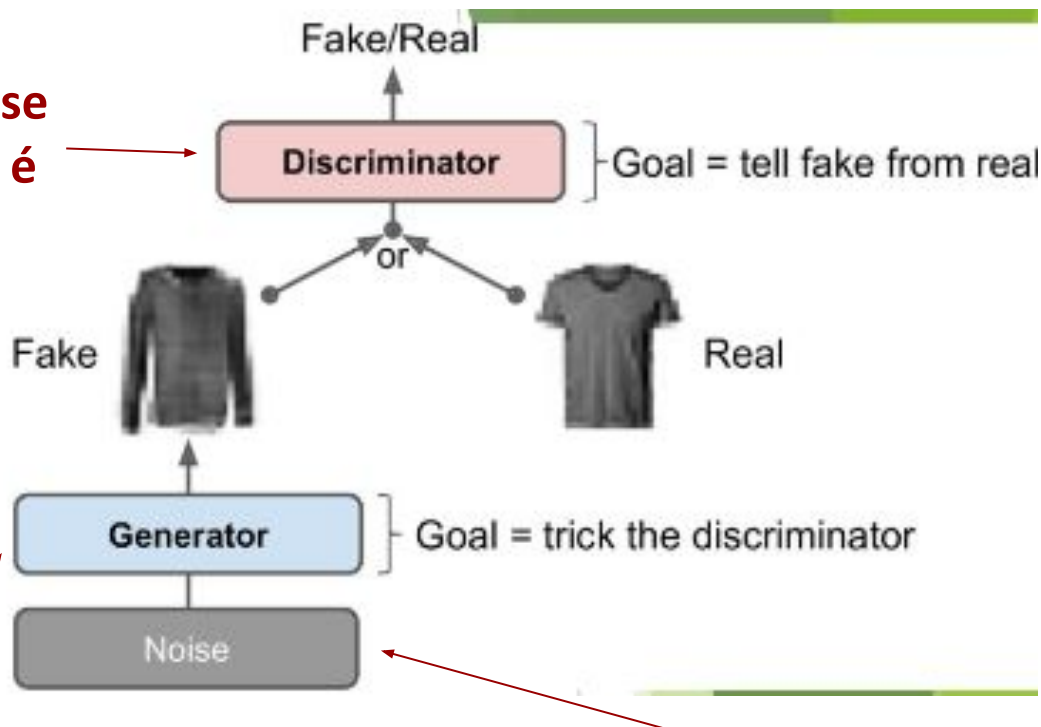 Fake/Real
se
é
Discriminator
Goal = tell fake from real
or
Fake
Real
Generator
Goal = trick the discriminator
Noise